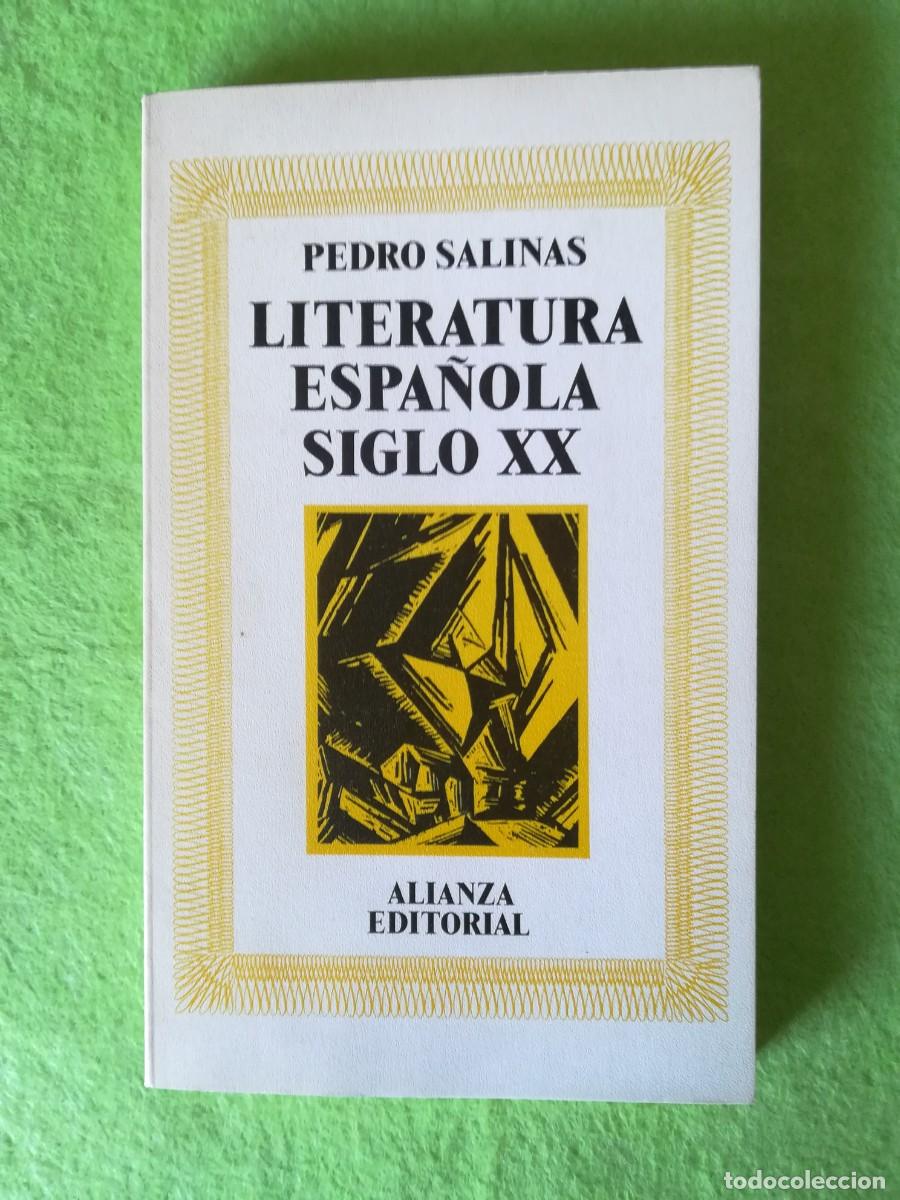 PEDRO SALINAS
LITERATURA
ESPAÑOLA
SIGLO XX
ALIANZA
EDITORIAL
todocoleccion